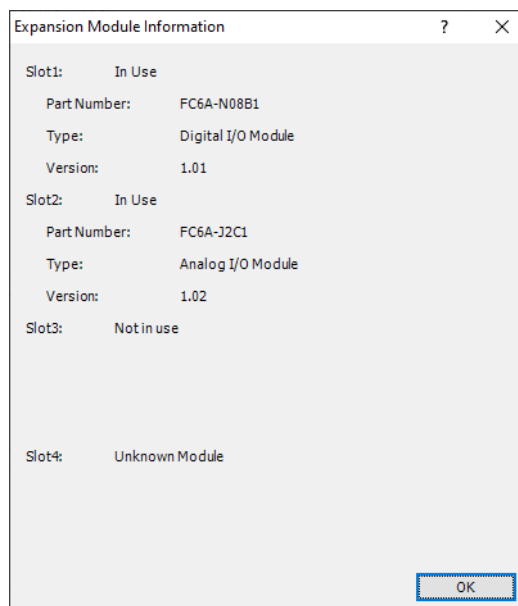 Expansion Module Information ?
Slot1: In Use
Part Number: FC6A-N08B1
Type: Digital I/O Module
Version: 1.01
Slot2: In Use
Part Number: FC6A-J2C1
Type: Analog I/O Module
Version: 1.02
Slot3: Not in use
Slot4: Unknown Module
OK